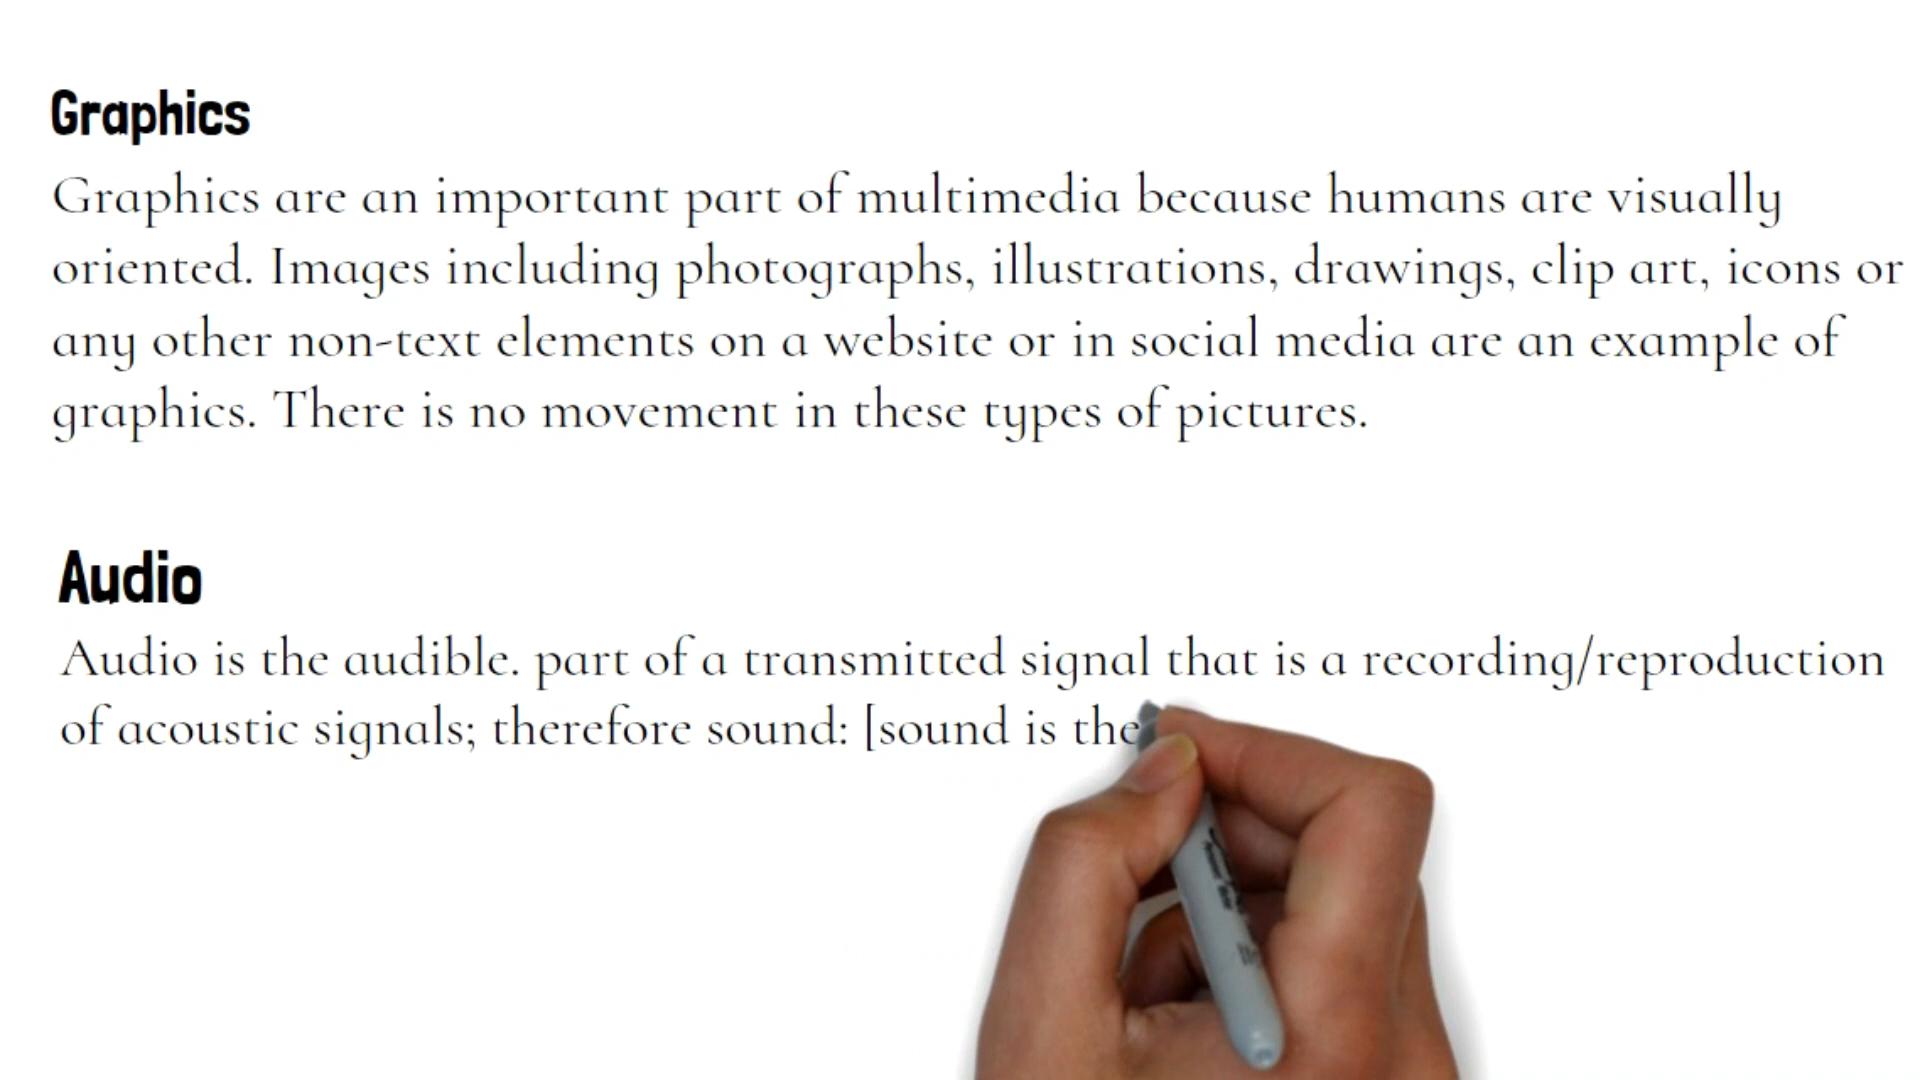 Graphics
Graphics are an important part of multimedia because humans are visually
oriented. Images including photographs, illustrations, drawings, clip art, icons or
any other non-text elements on a website or in social media are an example of
graphics. There is no movement in these types of pictures.
Audio
Audio is the audible. part of a transmitted signal that is a recording/reproduction
of acoustic signals; therefore sound: [sound is the